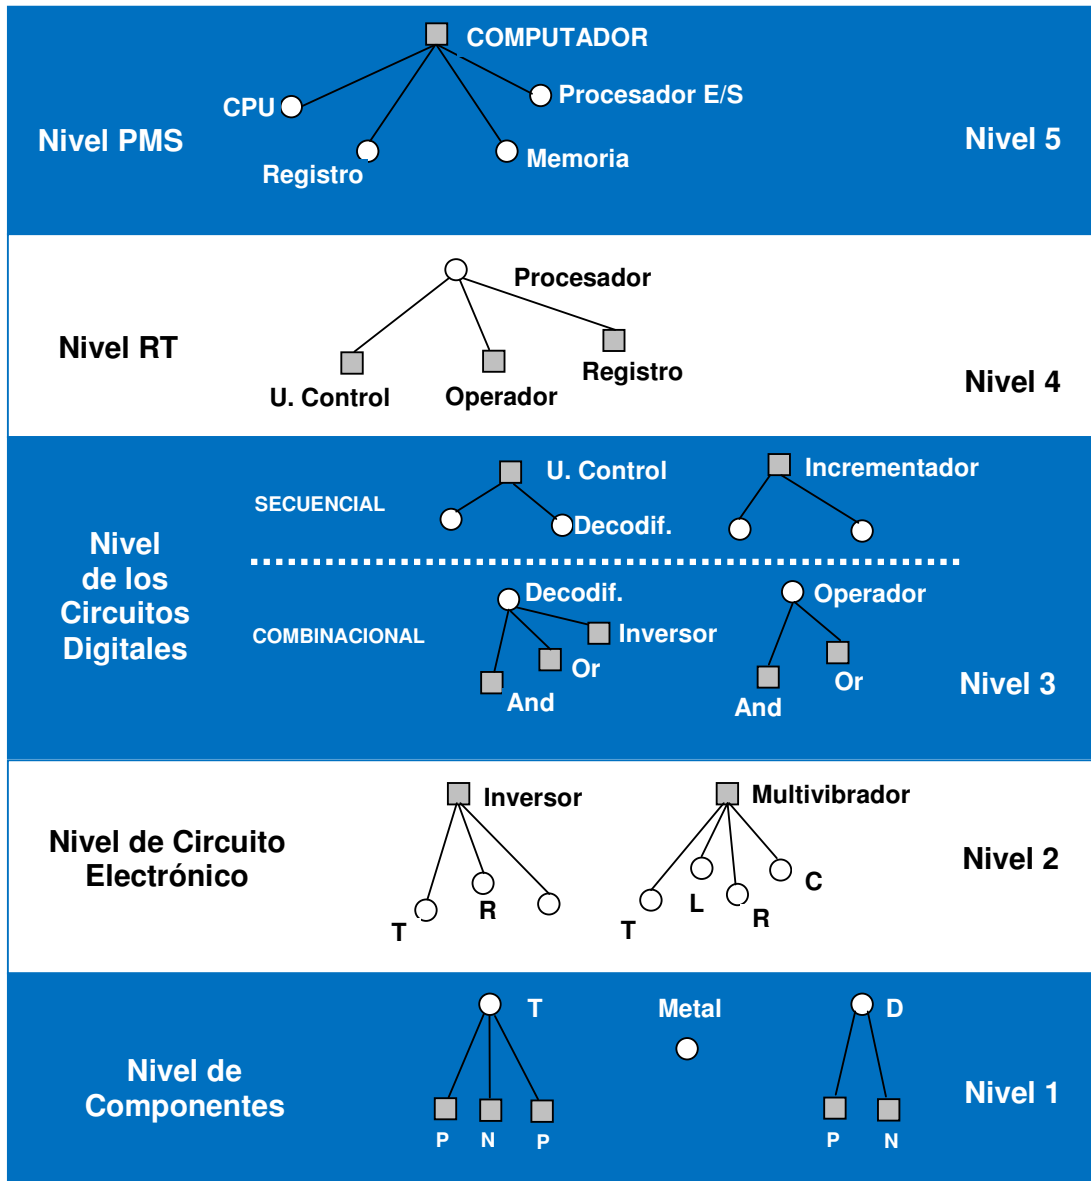 COMPUTADOR
CPU
Procesador E/S
Nivel PMS
Registro
Memoria
Nivel 5
Procesador
Nivel RT
U. Control
Operador
Registro
Nivel 4
SECUENCIAL
U. Control
Decodif.
Incrementador
Nivel
de los
Circuitos
Digitales
COMBINACIONAL
Decodif.
Inversor
Or
And
Operador
Or
And
Nivel 3
Inversor
Multivibrador
Nivel de Circuito
Electrónico
T
R
T
L
R
C
Nivel 2
T
Metal
D
Nivel de
Componentes
P
N
P
P
N
Nivel 1